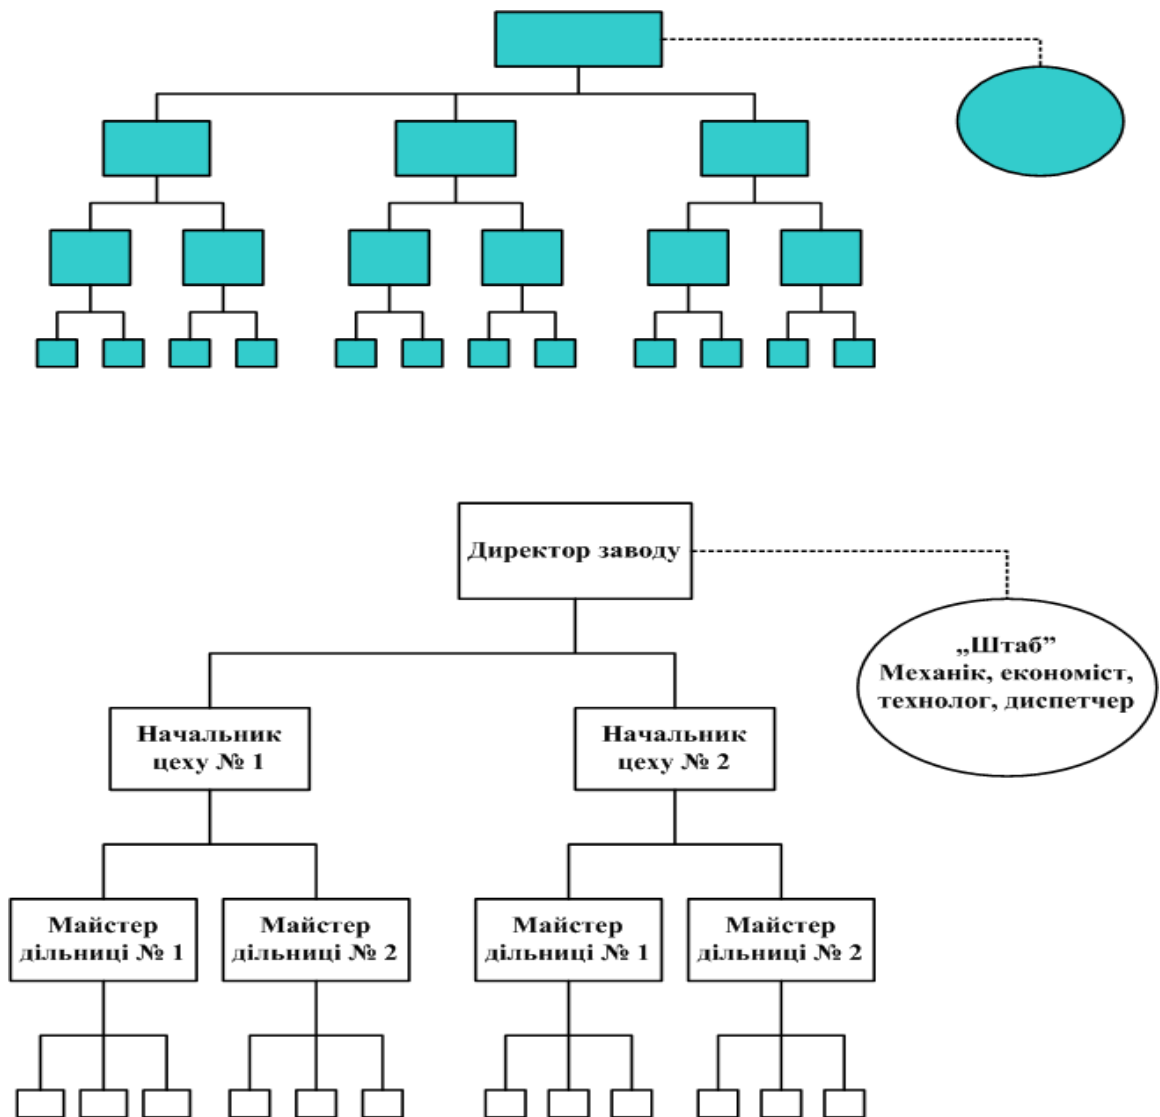 Директор заводу
„Штаб”
Механік, економіст,
технолог, диспетчер
Начальник
цеху № 1
Начальник
цеху № 2
Майстер
дільниці № 1
Майстер
дільниці № 2
Майстер
дільниці № 1
Майстер
дільниці № 2